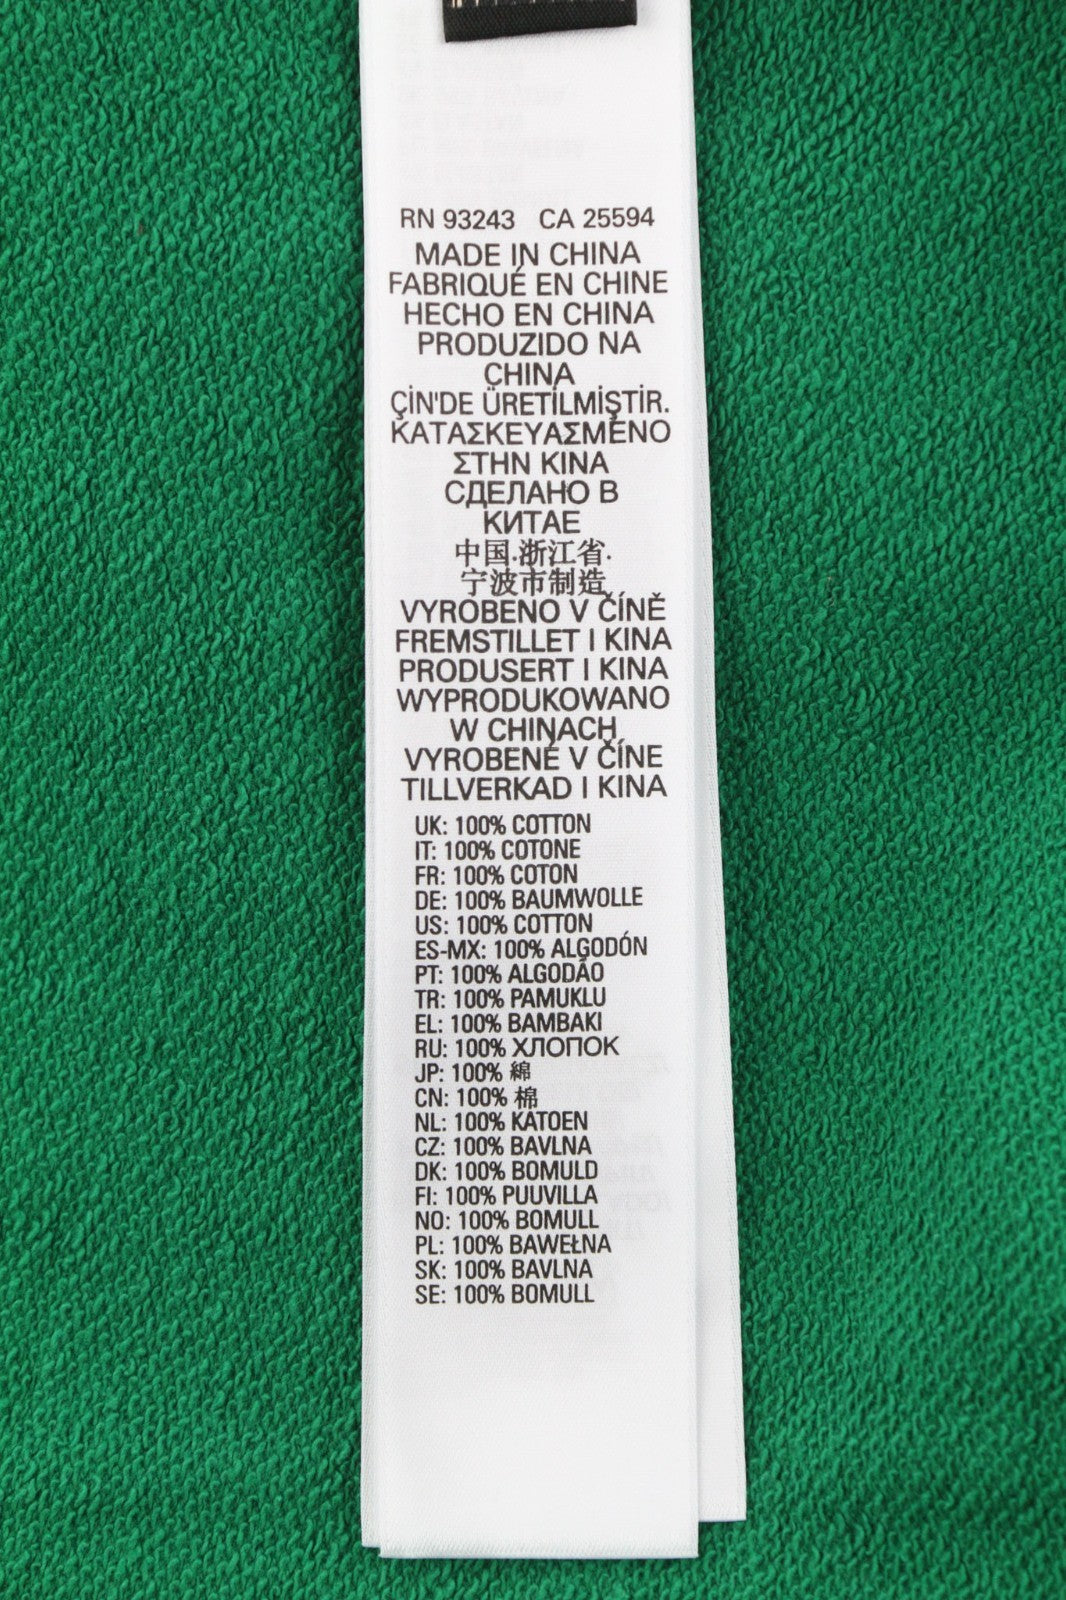 RN 93243 CA 25594
MADE IN CHINA
FABRIQUÉ EN CHINE
HECHO EN CHINA
PRODUZIDO NA
CHINA
ÇİN'DE ÜRETİLMİŞTİR.
ΚΑΤΑΣΚΕΥΑΣΜΕΝΟ
ΣΤΗΝ ΚΙΝΑ
СДЕЛАНО В
КИТАЕ
中国.浙江省.
宁波市制造
VYROBENO V ČÍNĚ
FREMSTILLET I KINA
PRODUSERT I KINA
WYPRODUKOWANO
W CHINACH
VYROBENÉ V ČÍNE
TILLVERKAD I KINA
UK: 100% COTTON
IT: 100% COTONE
FR: 100% COTON
DE: 100% BAUMWOLLE
US: 100% COTTON
ES-MX: 100% ALGODÓN
PT: 100% ALGODÃO
TR: 100% PAMUKLU
EL: 100% ΒΑΜΒΑΚΙ
RU: 100% ХЛОПОК
JP: 100% 綿
CN: 100% 棉
NL: 100% KATOEN
CZ: 100% BAVLNA
DK: 100% BOMULD
FI: 100% PUUVILLA
NO: 100% BOMULL
PL: 100% BAWEŁNA
SK: 100% BAVLNA
SE: 100% BOMULL